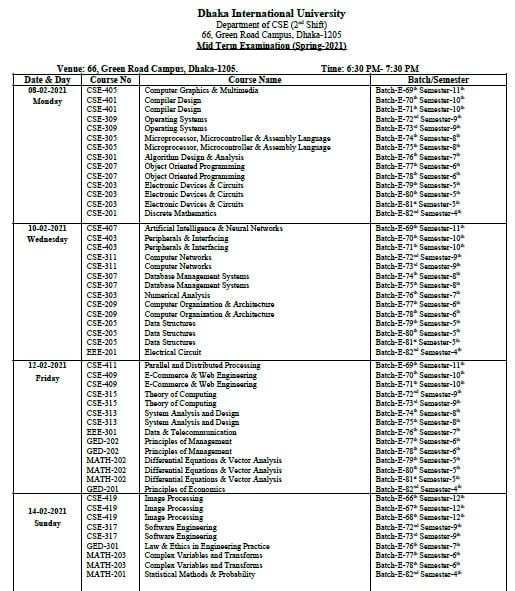 Dhaka International University
Department of CSE (2nd Shift)
66, Green Road Campus, Dhaka-1205
Mid Term Examination (Spring-2021)
Venue: 66, Green Road Campus, Dhaka-1205. Time: 6:30 PM- 7:30 PM
Date & Day Course No Course Name Batch/Semester
08-02-2021 CSE-405 Computer Graphics & Multimedia Batch-E-69th Semester-11th
Monday CSE-401 Compiler Design Batch-E-70th Semester-10th
CSE-401 Compiler Design Batch-E-71th Semester-10th
CSE-309 Operating Systems Batch-E-72nd Semester-9th
CSE-309 Operating Systems Batch-E-73rd Semester-9th
CSE-305 Microprocessor, Microcontroller & Assembly Language Batch-E-74th Semester-8th
CSE-305 Microprocessor, Microcontroller & Assembly Language Batch-E-75th Semester-8th
CSE-301 Algorithm Design & Analysis Batch-E-76th Semester-7th
CSE-207 Object Oriented Programming Batch-E-77th Semester-6th
CSE-207 Object Oriented Programming Batch-E-78th Semester-6th
CSE-203 Electronic Devices & Circuits Batch-E-79th Semester-5th
CSE-203 Electronic Devices & Circuits Batch-E-80th Semester-5th
CSE-203 Electronic Devices & Circuits Batch-E-81st Semester-5th
CSE-201 Discrete Mathematics Batch-E-82nd Semester-4th
10-02-2021 CSE-407 Artificial Intelligence & Neural Networks Batch-E-69th Semester-11th
Wednesday CSE-403 Peripherals & Interfacing Batch-E-70th Semester-10th
CSE-403 Peripherals & Interfacing Batch-E-71th Semester-10th
CSE-311 Computer Networks Batch-E-72nd Semester-9th
CSE-311 Computer Networks Batch-E-73rd Semester-9th
CSE-307 Database Management Systems Batch-E-74th Semester-8th
CSE-307 Database Management Systems Batch-E-75th Semester-8th
CSE-303 Numerical Analysis Batch-E-76th Semester-7th
CSE-209 Computer Organization & Architecture Batch-E-77th Semester-6th
CSE-209 Computer Organization & Architecture Batch-E-78th Semester-6th
CSE-205 Data Structures Batch-E-79th Semester-5th
CSE-205 Data Structures Batch-E-80th Semester-5th
CSE-205 Data Structures Batch-E-81st Semester-5th
EEE-201 Electrical Circuit Batch-E-82nd Semester-4th
12-02-2021 CSE-411 Parallel and Distributed Processing Batch-E-69th Semester-11th
Friday CSE-409 E-Commerce & Web Engineering Batch-E-70th Semester-10th
CSE-409 E-Commerce & Web Engineering Batch-E-71th Semester-10th
CSE-315 Theory of Computing Batch-E-72nd Semester-9th
CSE-315 Theory of Computing Batch-E-73rd Semester-9th
CSE-313 System Analysis and Design Batch-E-74th Semester-8th
CSE-313 System Analysis and Design Batch-E-75th Semester-8th
EEE-301 Data & Telecommunication Batch-E-76th Semester-7th
GED-202 Principles of Management Batch-E-77th Semester-6th
GED-202 Principles of Management Batch-E-78th Semester-6th
MATH-202 Differential Equations & Vector Analysis Batch-E-79th Semester-5th
MATH-202 Differential Equations & Vector Analysis Batch-E-80th Semester-5th
MATH-202 Differential Equations & Vector Analysis Batch-E-81st Semester-5th
GED-201 Principles of Economics Batch-E-82nd Semester-4th
14-02-2021 CSE-419 Image Processing Batch-E-66th Semester-12th
Sunday CSE-419 Image Processing Batch-E-67th Semester-12th
CSE-419 Image Processing Batch-E-68th Semester-12th
CSE-317 Software Engineering Batch-E-72nd Semester-9th
CSE-317 Software Engineering Batch-E-73rd Semester-9th
GED-301 Law & Ethics in Engineering Practice Batch-E-76th Semester-7th
MATH-203 Complex Variables and Transforms Batch-E-77th Semester-6th
MATH-203 Complex Variables and Transforms Batch-E-78th Semester-6th
MATH-201 Statistical Methods & Probability Batch-E-82nd Semester-4th